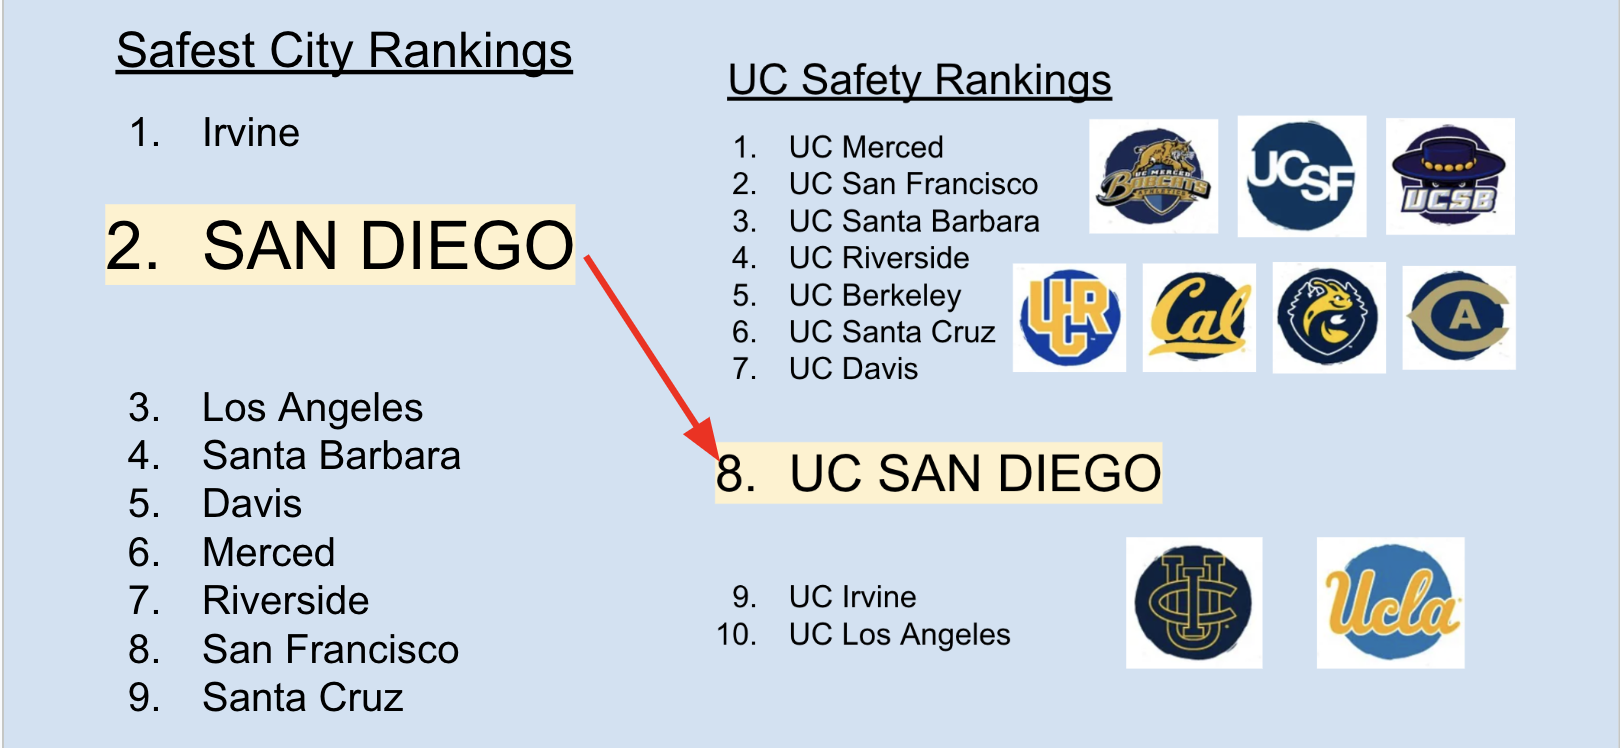 Safest City Rankings
1. Irvine
2. SAN DIEGO
3. Los Angeles
4. Santa Barbara
5. Davis
6. Merced
7. Riverside
8. San Francisco
9. Santa Cruz
UC Safety Rankings
1. UC Merced
2. UC San Francisco
3. UC Santa Barbara
4. UC Riverside
5. UC Berkeley
6. UC Santa Cruz
7. UC Davis
8. UC SAN DIEGO
9. UC Irvine
10. UC Los Angeles
UC MERCED
BOBCATS
ATHLETICS
UCSF
UCSB
UCR
Cal
CA
UCI
Ucla